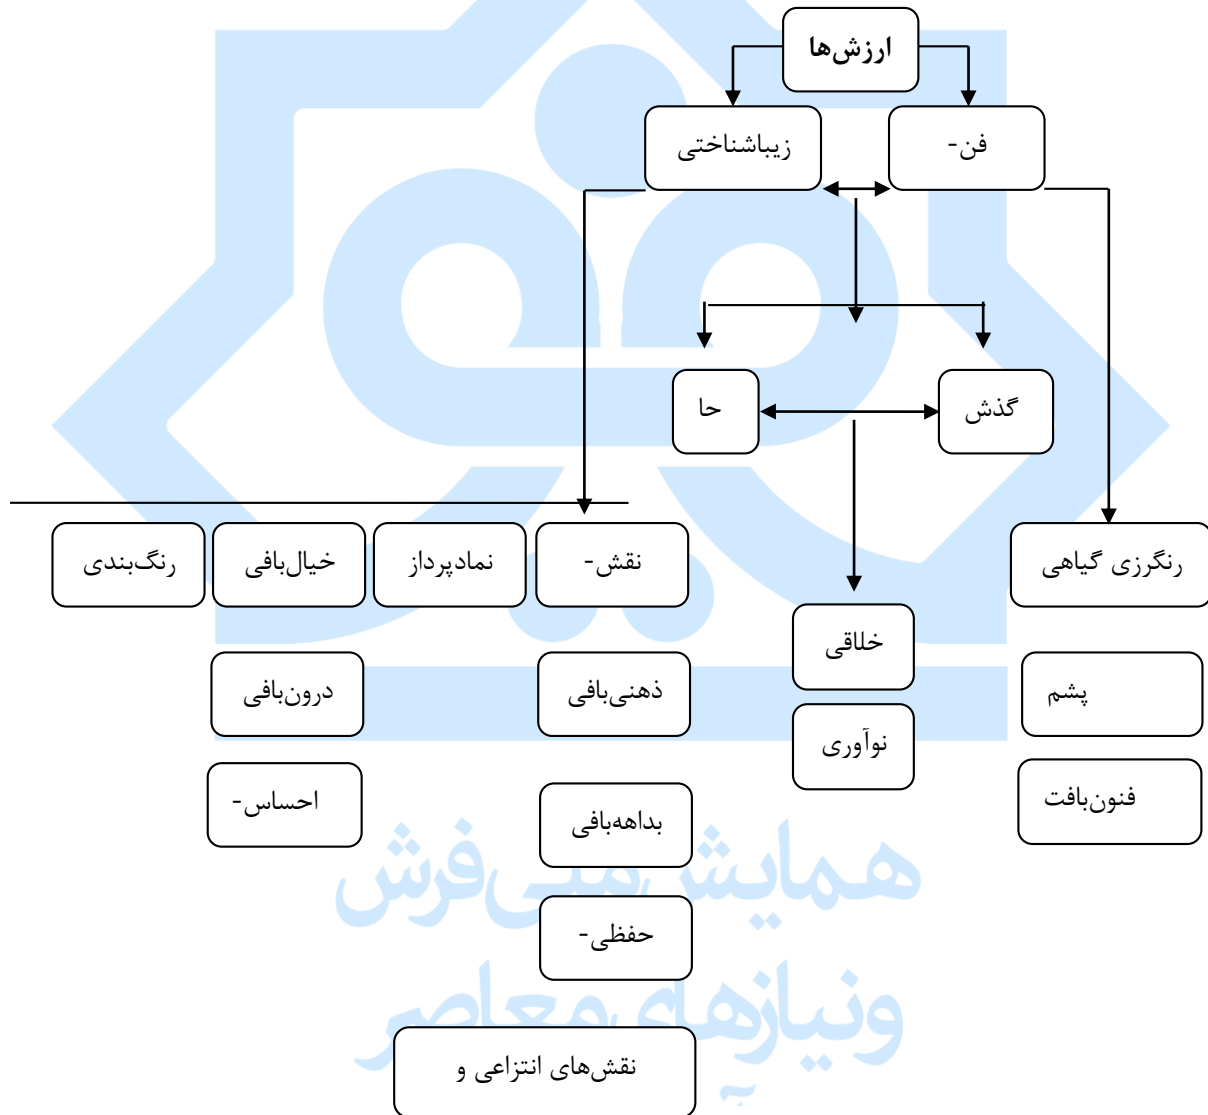 ارزش‌ها
فن-
زیباشناختی
گذش
حا
رنگرزی گیاهی
نقش-
نمادپرداز
خیال‌بافی
رنگ‌بندی
خلاقی
پشم
ذهنی‌بافی
درون‌بافی
نوآوری
فنون‌بافت
احساس-
بداهه‌بافی
همایش ملی فرش
حفظی-
ونیازهای معاصر
نقش‌های انتزاعی و